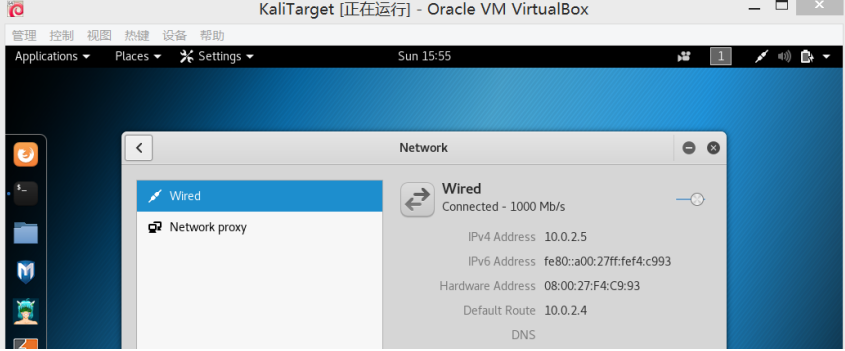 KaliTarget [正在运行] - Oracle VM VirtualBox
管理 控制 视图 热键 设备 帮助
Applications Places Settings Sun 15:55 1
Network
Wired
Wired
Connected - 1000 Mb/s
Network proxy
IPv4 Address 10.0.2.5
IPv6 Address fe80::a00:27ff:fef4:c993
Hardware Address 08:00:27:F4:C9:93
Default Route 10.0.2.4
DNS